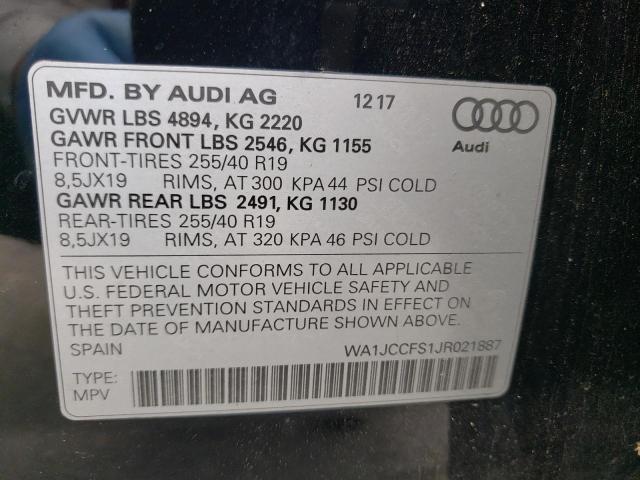 MFD. BY AUDI AG 12 17
GVWR LBS 4894, KG 2220
GAWR FRONT LBS 2546, KG 1155
Audi
FRONT-TIRES 255/40 R19
8,5JX19 RIMS, AT 300 KPA 44 PSI COLD
GAWR REAR LBS 2491, KG 1130
REAR-TIRES 255/40 R19
8,5JX19 RIMS, AT 320 KPA 46 PSI COLD
THIS VEHICLE CONFORMS TO ALL APPLICABLE
U.S. FEDERAL MOTOR VEHICLE SAFETY AND
THEFT PREVENTION STANDARDS IN EFFECT ON
THE DATE OF MANUFACTURE SHOWN ABOVE.
SPAIN WA1JCCFS1JR021887
TYPE:
MPV